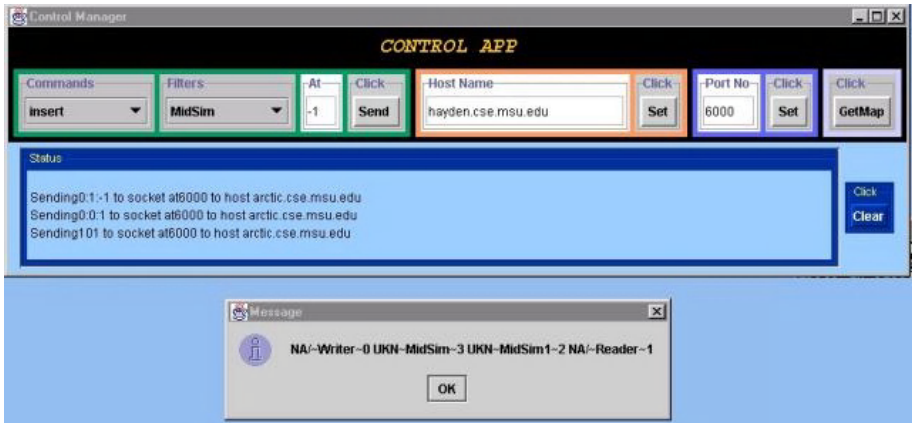 Control Manager
CONTROL APP
Commands Filters At Click Host Name Click Port No Click Click
insert MidSim -1 Send hayden.cse.msu.edu Set 6000 Set GetMap
Status
Sending0:1:-1 to socket at6000 to host arctic.cse.msu.edu
Sending0:0:1 to socket at6000 to host arctic.cse.msu.edu
Sending101 to socket at6000 to host arctic.cse.msu.edu
Click
Clear
Message
NA/~Writer~0 UKN~MidSim~3 UKN~MidSim1~2 NA/~Reader~1
OK